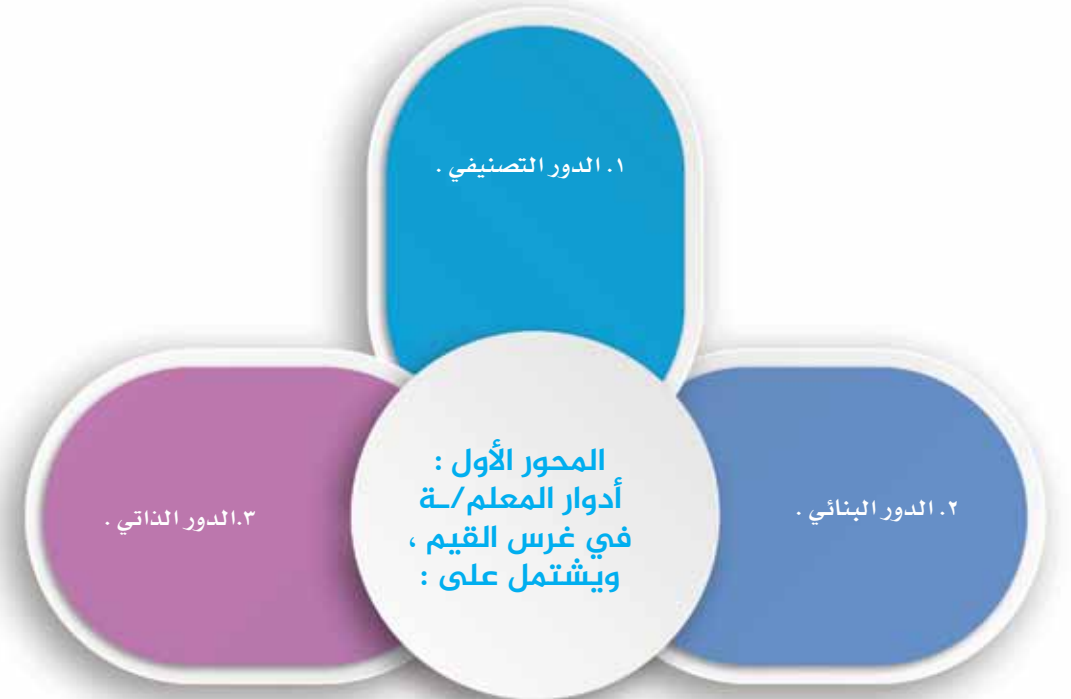 المحور الأول :
أدوار المعلم/ـة
في غرس القيم ،
ويشتمل على :
١. الدور التصنيفي .
٢. الدور البنائي .
٣.الدور الذاتي .